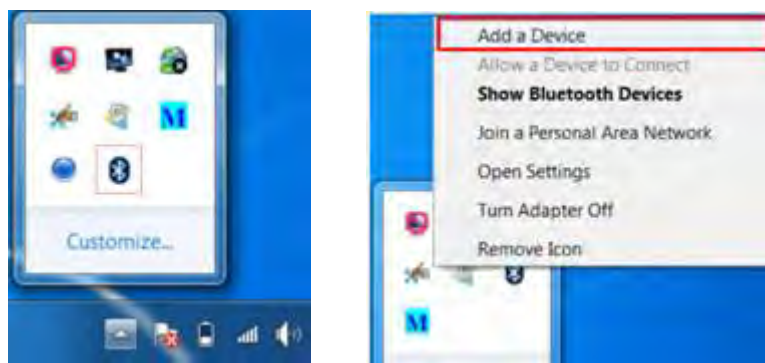 M
Customize...
Add a Device
Allow a Device to Connect
Show Bluetooth Devices
Join a Personal Area Network
Open Settings
Turn Adapter Off
Remove Icon
M